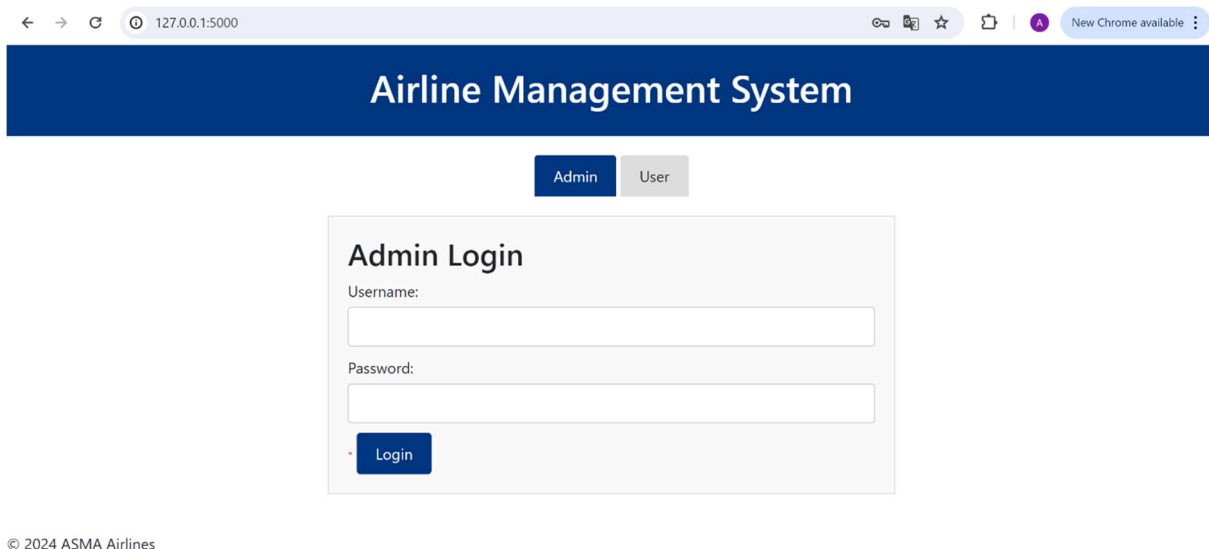 127.0.0.1:5000
A
New Chrome available
Airline Management System
Admin User
Admin Login
Username:
Password:
* Login
© 2024 ASMA Airlines